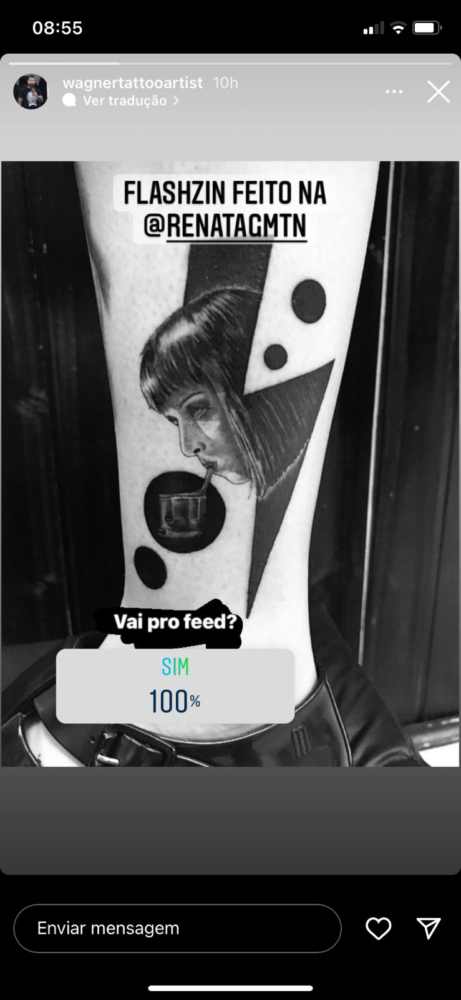 08:55
wagnertattooartist 10h
Ver tradução
FLASHZIN FEITO NA
@RENATAGMTN
Vai pro feed?
SIM
100%
Enviar mensagem